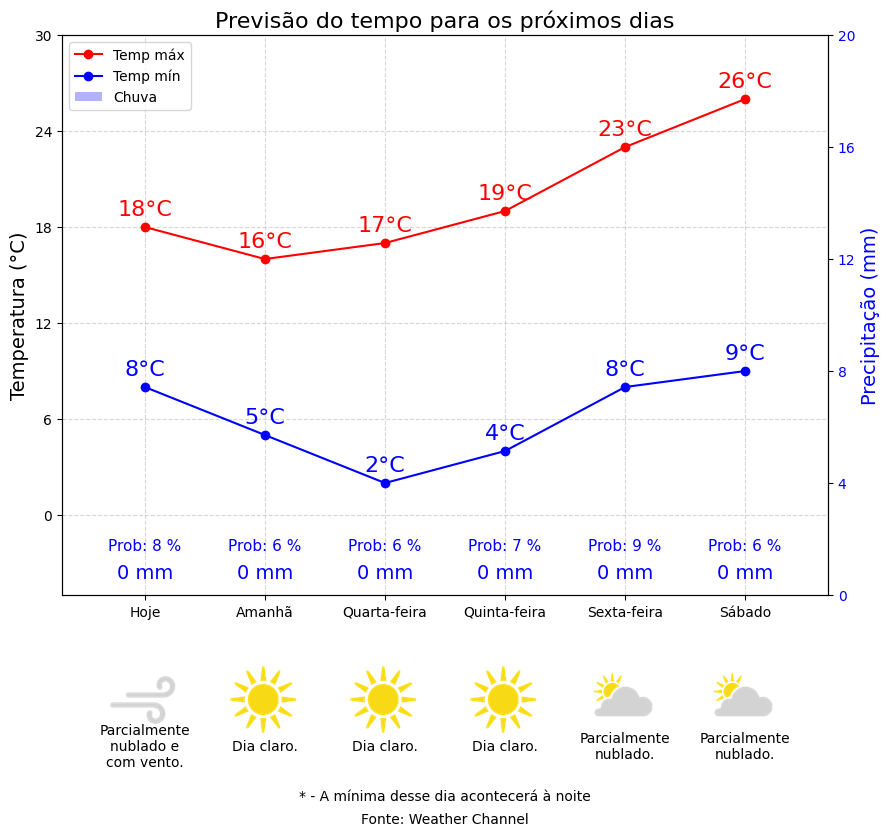 Previsão do tempo para os próximos dias
30
20
Temp máx
Temp mín
Chuva
26°C
24
23°C
16
19°C
18°C
17°C
16°C
18
12
Temperatura (°C)
Precipitação (mm)
12
8°C
5°C
2°C
4°C
8°C
9°C
8
6
4
0
Prob: 8 % Prob: 6 % Prob: 6 % Prob: 7 % Prob: 9 % Prob: 6 %
0 mm 0 mm 0 mm 0 mm 0 mm 0 mm
0
Hoje Amanhã Quarta-feira Quinta-feira Sexta-feira Sábado
Parcialmente
nublado e
com vento.
Dia claro.
Dia claro.
Dia claro.
Parcialmente
nublado.
Parcialmente
nublado.
* - A mínima desse dia acontecerá à noite
Fonte: Weather Channel